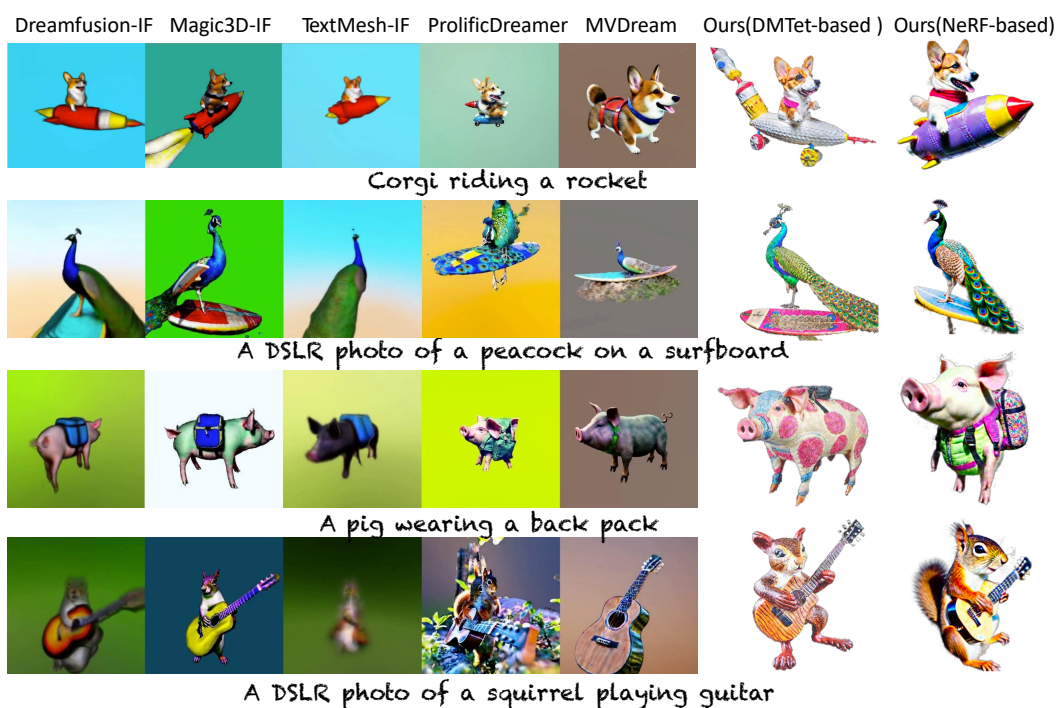 Dreamfusion-IF Magic3D-IF TextMesh-IF ProlificDreamer MVDream Ours(DMTet-based ) Ours(NeRF-based)
Corgi riding a rocket
A DSLR photo of a peacock on a surfboard
A pig wearing a back pack
A DSLR photo of a squirrel playing guitar